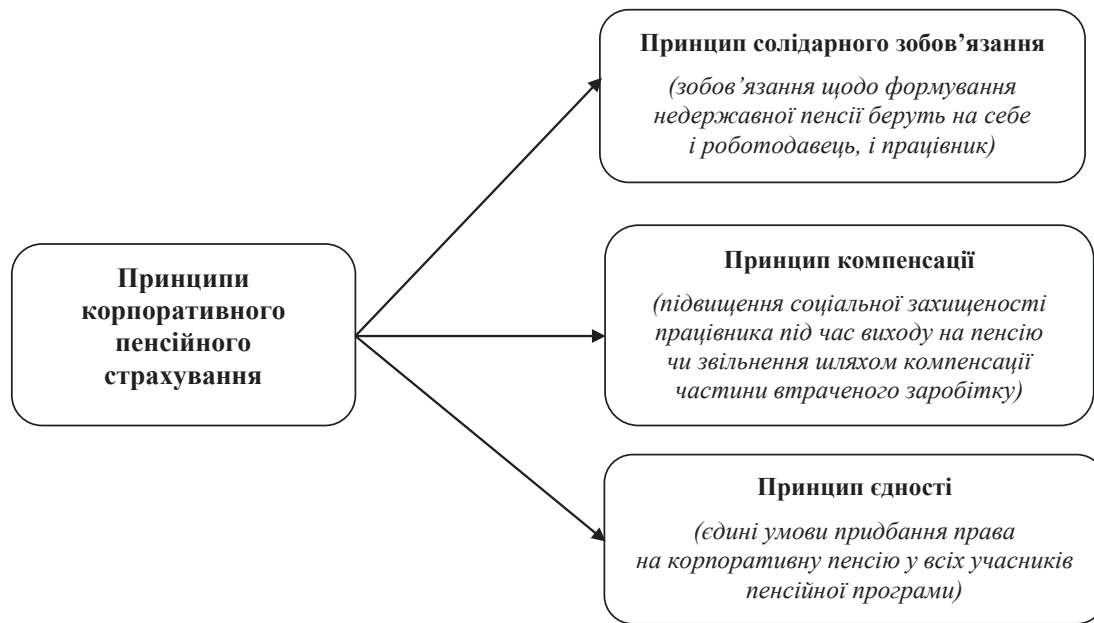 Принципи
корпоративного
пенсійного
страхування
Принцип солідарного зобов’язання
(зобов’язання щодо формування
недержавної пенсії беруть на себе
і роботодавець, і працівник)
Принцип компенсації
(підвищення соціальної захищеності
працівника під час виходу на пенсію
чи звільнення шляхом компенсації
частини втраченого заробітку)
Принцип єдності
(єдині умови придбання права
на корпоративну пенсію у всіх учасників
пенсійної програми)